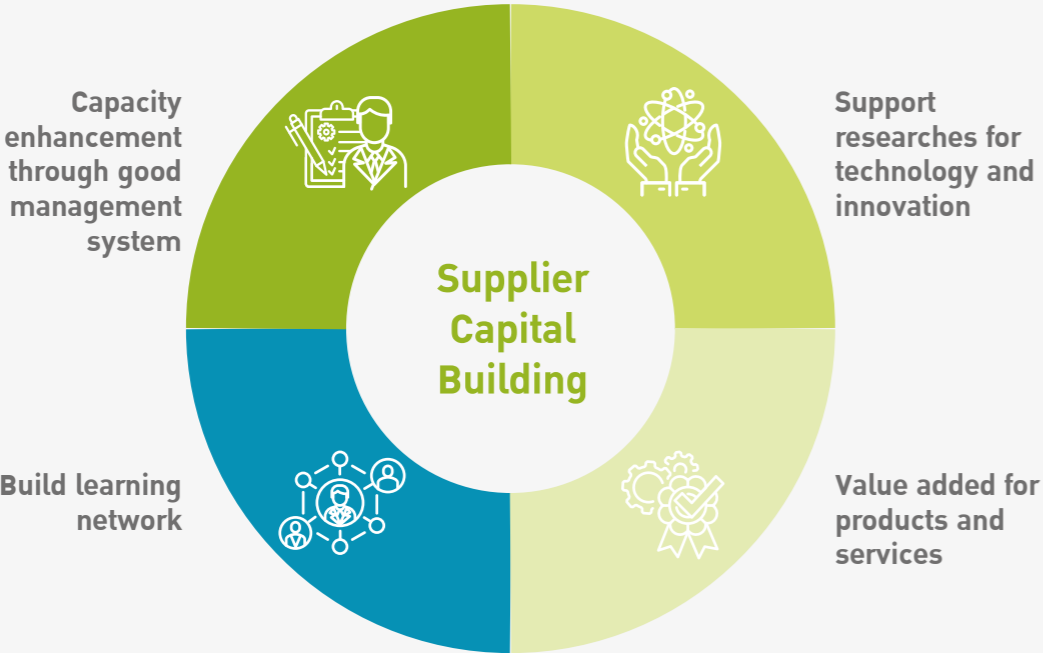 Capacity
enhancement
through good
management
system
Support
researches for
technology and
innovation
Supplier
Capital
Building
Build learning
network
Value added for
products and
services